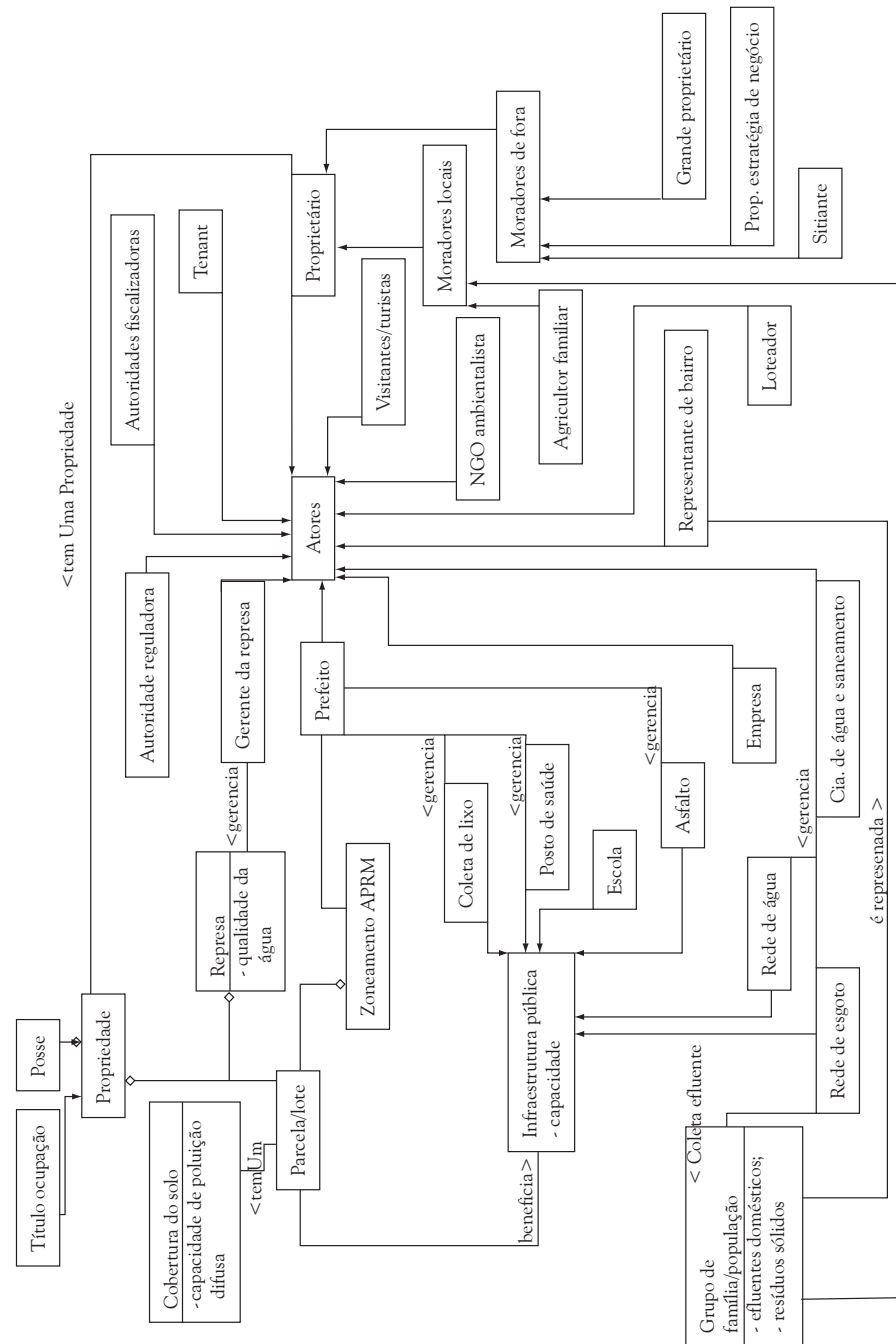 Título ocupação
Posse
Propriedade
<tem Uma Propriedade
Cobertura do solo
-capacidade de poluição
difusa
<temUm
Parcela/lote
Represa
- qualidade da
água
<gerencia
Gerente da represa
Autoridade reguladora
Autoridades fiscalizadoras
Tenant
Zoneamento APRM
Prefeito
Atores
Proprietário
Visitantes/turistas
Moradores locais
Moradores de fora
NGO ambientalista
Agricultor familiar
Grande proprietário
Prop. estratégia de negócio
Sitiante
beneficia>
Infraestrutura pública
- capacidade
<gerencia
Coleta de lixo
<gerencia
Posto de saúde
Escola
<gerencia
Asfalto
Representante de bairro
Loteador
Empresa
Grupo de
família/população
- efluentes domésticos;
- resíduos sólidos
< Coleta efluente
Rede de esgoto
Rede de água
<gerencia
Cia. de água e saneamento
é represenada >